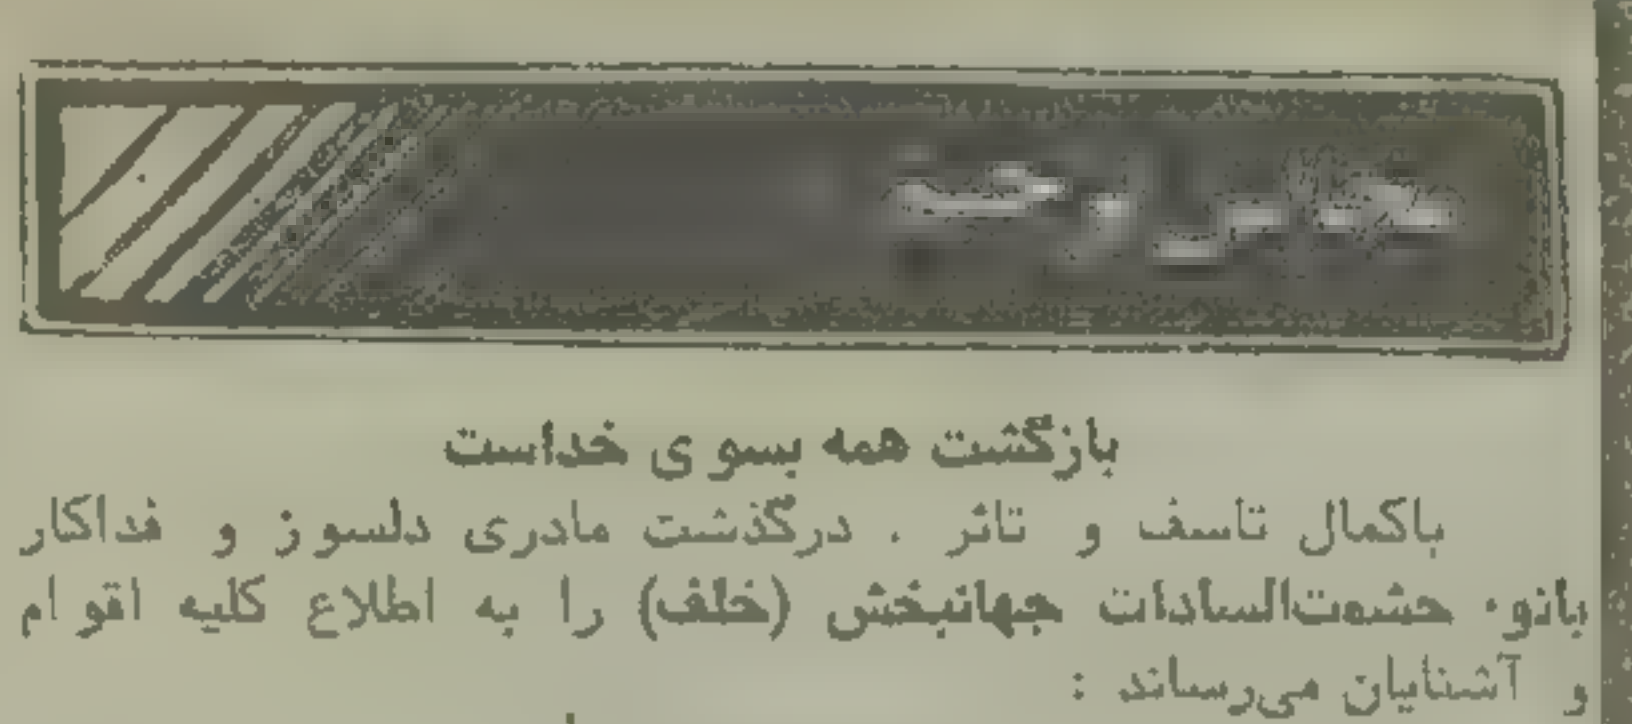 بازگشت همه بسوی خداست
باکمال تاسف و تاثر . درگذشت مادری دلسوز و فداکار
بانو حشمت‌السادات جهانبخش (خلف) را به اطلاع کلیه اقوام
و آشنایان می‌رساند :